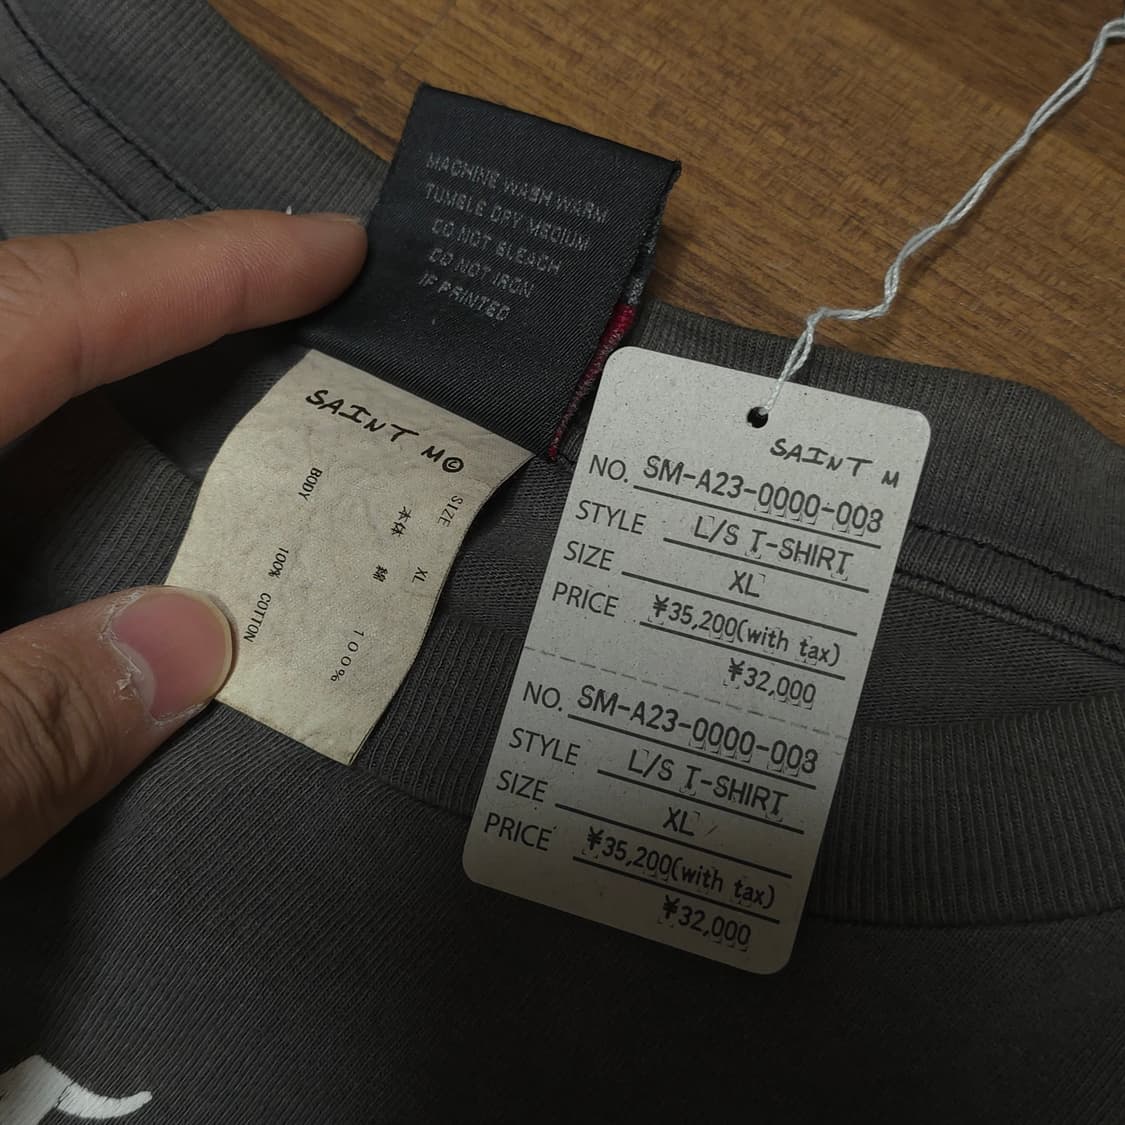 MACHINE WASH WARM
TUMBLE DRY MEDIUM
DO NOT BLEACH
DO NOT IRON
IF PRINTED
SAINT M©
SIZE XL
本体 綿 100%
BODY 100% COTTON
SAINT M
NO. SM-A23-0000-003
STYLE L/S T-SHIRT
SIZE XL
PRICE ¥35,200(with tax)
¥32,000
NO. SM-A23-0000-003
STYLE L/S T-SHIRT
SIZE XL
PRICE ¥35,200(with tax)
¥32,000